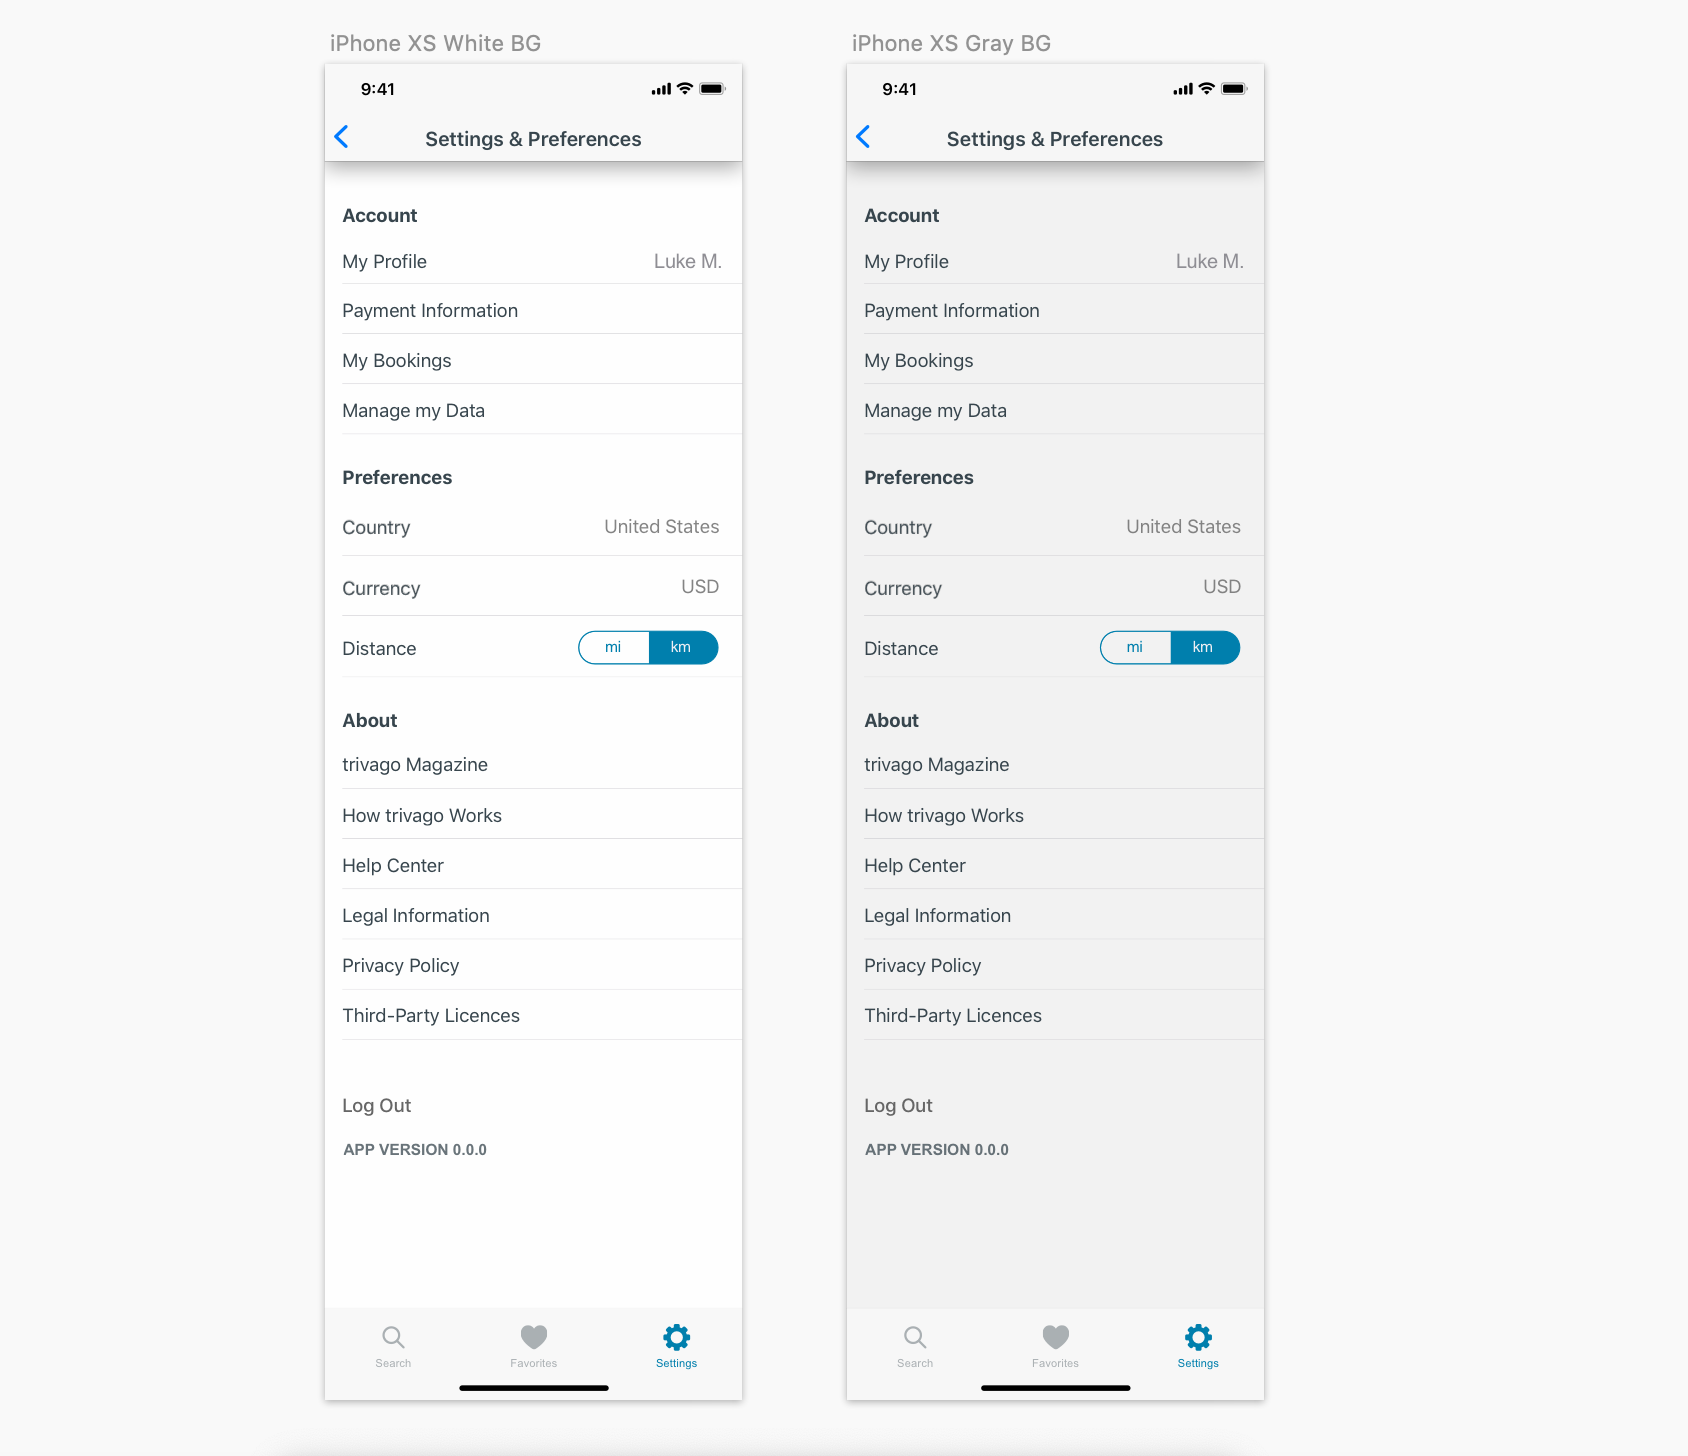 iPhone XS White BG
9:41
Settings & Preferences
Account
My Profile Luke M.
Payment Information
My Bookings
Manage my Data
Preferences
Country United States
Currency USD
Distance mi km
About
trivago Magazine
How trivago Works
Help Center
Legal Information
Privacy Policy
Third-Party Licences
Log Out
APP VERSION 0.0.0
Search Favorites Settings
iPhone XS Gray BG
9:41
Settings & Preferences
Account
My Profile Luke M.
Payment Information
My Bookings
Manage my Data
Preferences
Country United States
Currency USD
Distance mi km
About
trivago Magazine
How trivago Works
Help Center
Legal Information
Privacy Policy
Third-Party Licences
Log Out
APP VERSION 0.0.0
Search Favorites Settings